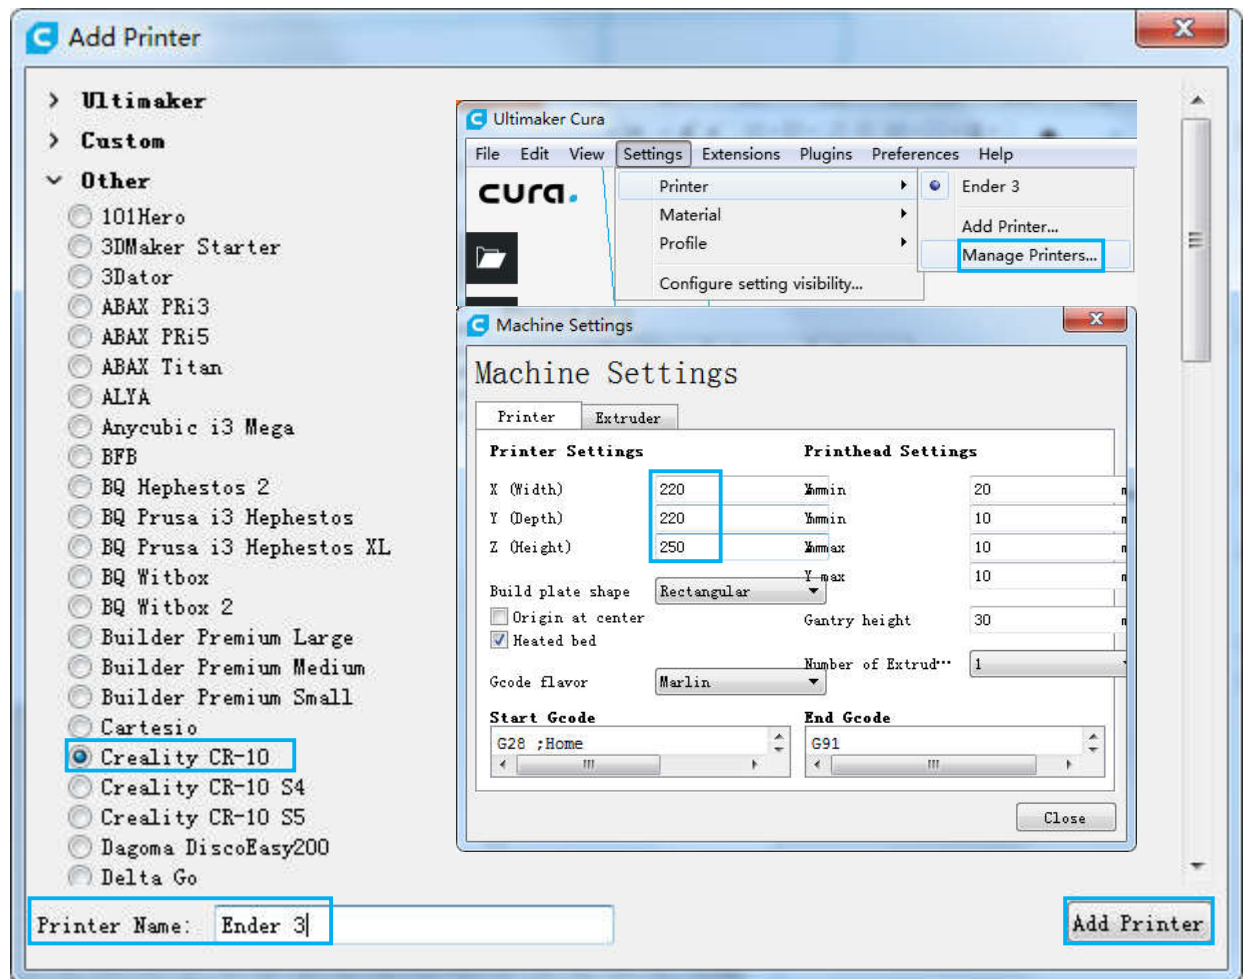 Add Printer
Ultimaker
Custom
Other
101Hero
3DMaker Starter
3Dator
ABAX PRi3
ABAX PRi5
ABAX Titan
ALYA
Anycubic i3 Mega
BFB
BQ Hephestos 2
BQ Prusa i3 Hephestos
BQ Prusa i3 Hephestos XL
BQ Witbox
BQ Witbox 2
Builder Premium Large
Builder Premium Medium
Builder Premium Small
Cartesio
Creality CR-10
Creality CR-10 S4
Creality CR-10 S5
Dagoma DiscoEasy200
Delta Go
Printer Name: Ender 3
Add Printer
Ultimaker Cura
File Edit View Settings Extensions Plugins Preferences Help
cura.
Printer
Material
Profile
Configure setting visibility...
Ender 3
Add Printer...
Manage Printers...
Machine Settings
Machine Settings
Printer Extruder
Printer Settings
X (Width) 220
Y (Depth) 220
Z (Height) 250
Build plate shape Rectangular
Origin at center
Heated bed
Gcode flavor Marlin
Start Gcode
G28 ;Home
Printhead Settings
min 20
min 10
max 10
Y max 10
Gantry height 30
Number of Extrud··· 1
End Gcode
G91
Close